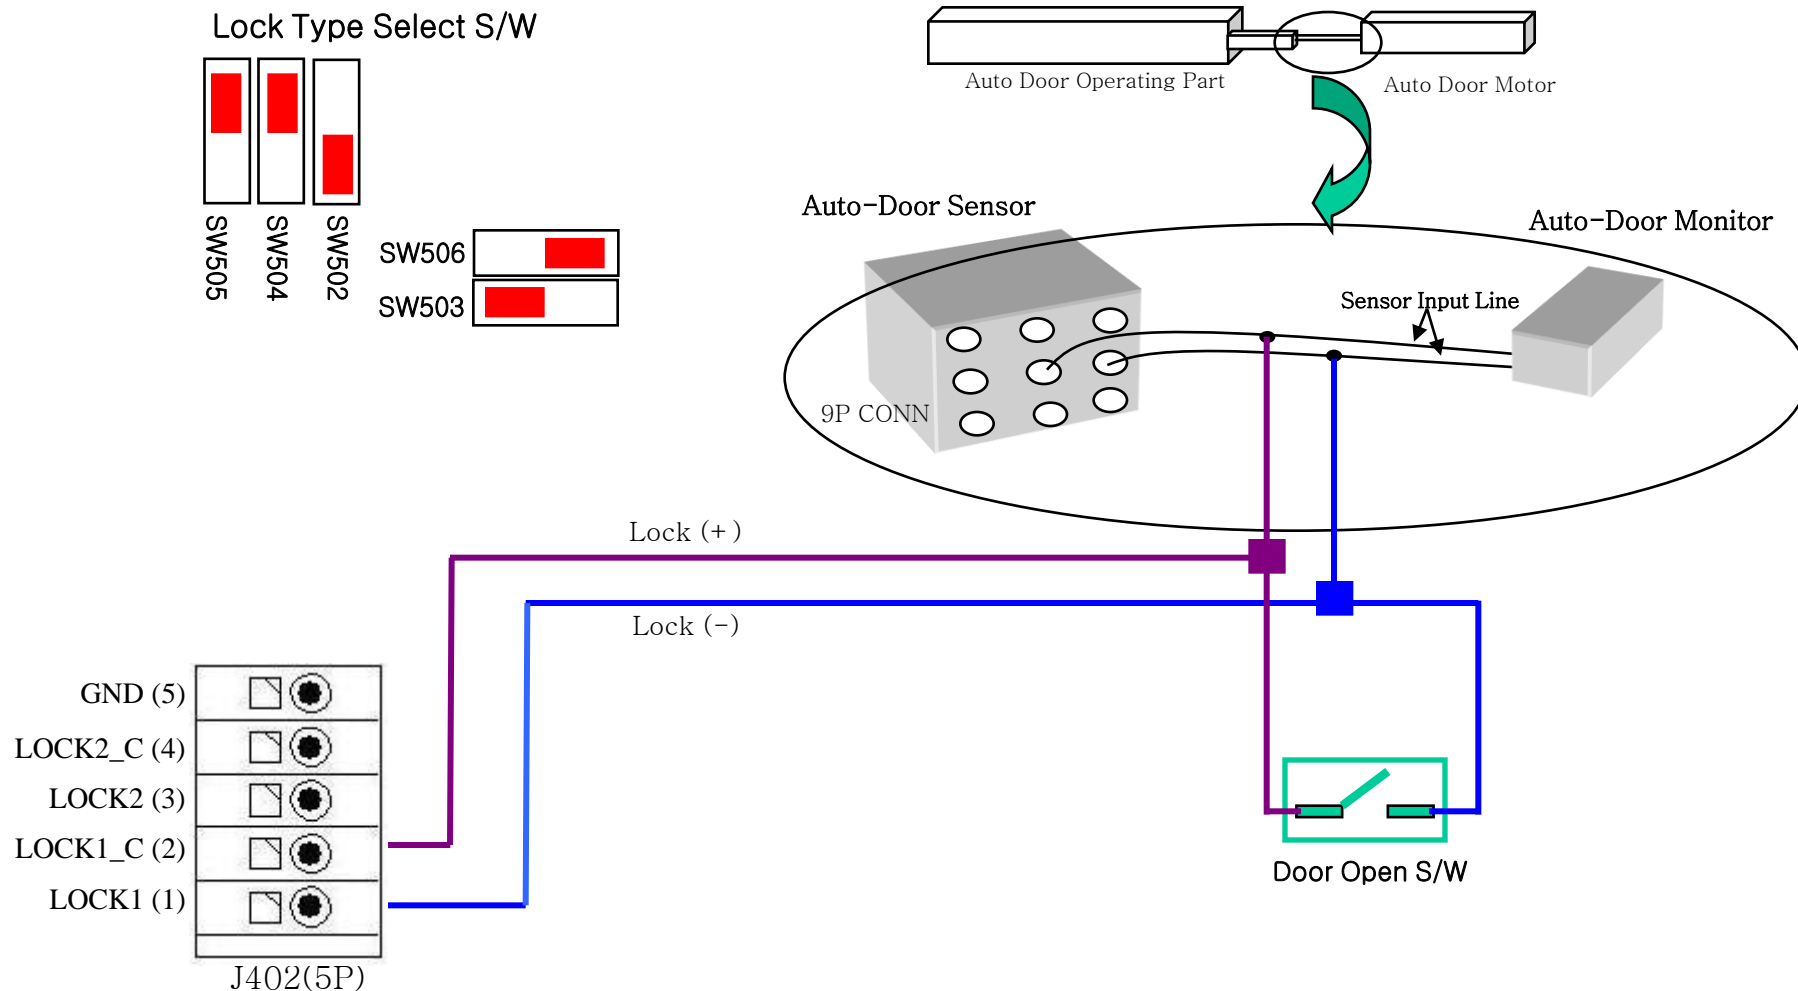 Lock Type Select S/W
SW505
SW504
SW502
SW506
SW503
Auto Door Operating Part
Auto Door Motor
Auto-Door Sensor
Auto-Door Monitor
Sensor Input Line
9P CONN
Lock (+)
Lock (-)
GND (5)
LOCK2_C (4)
LOCK2 (3)
LOCK1_C (2)
LOCK1 (1)
J402(5P)
Door Open S/W